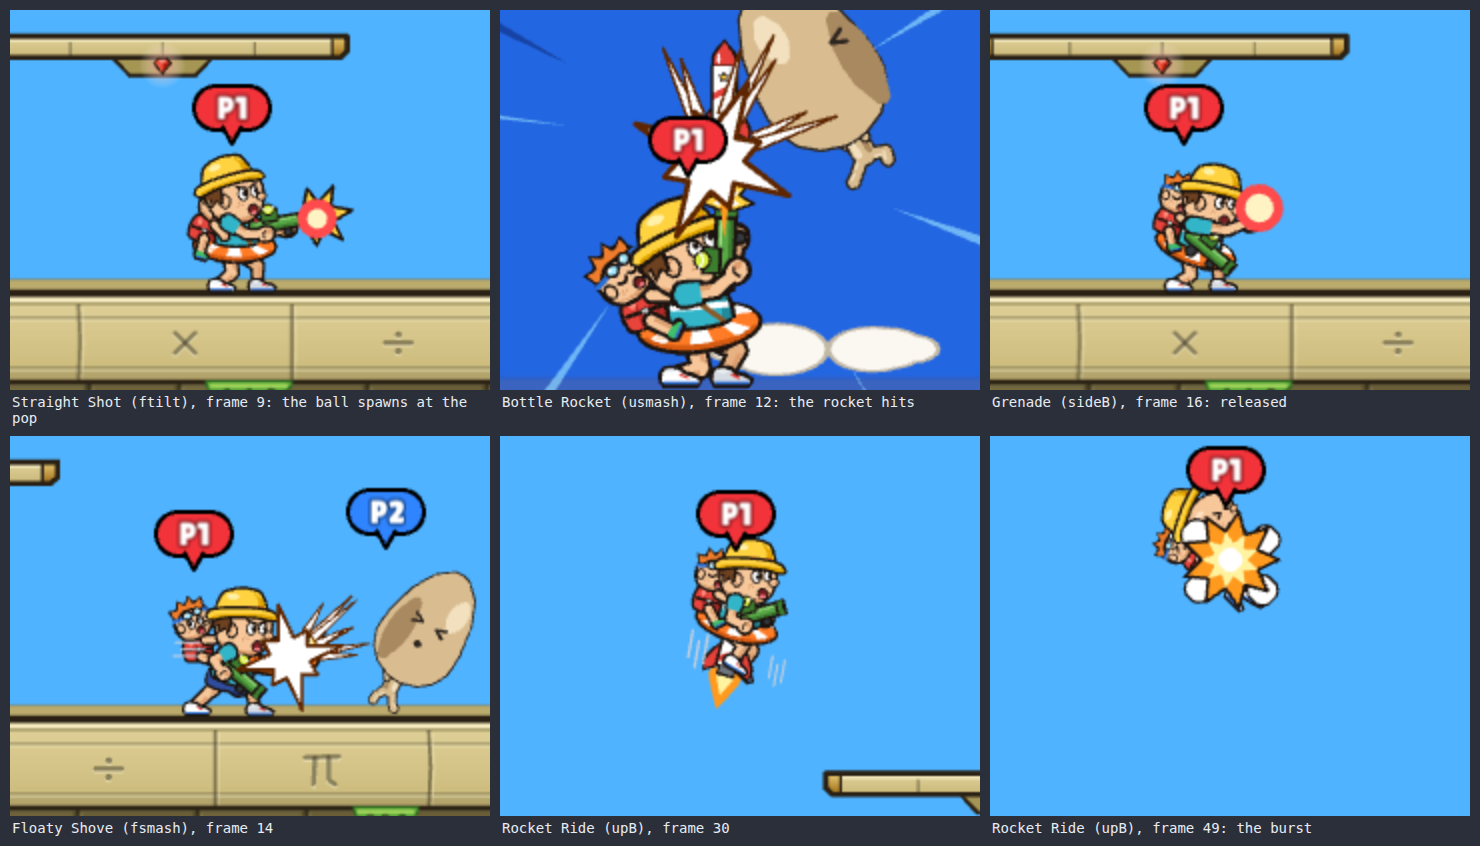 P1
P1
P1
× ÷
× ÷
Straight Shot (ftilt), frame 9: the ball spawns at the
pop
Bottle Rocket (usmash), frame 12: the rocket hits
Grenade (sideB), frame 16: released
P1
P2
P1
P1
÷ π
Floaty Shove (fsmash), frame 14
Rocket Ride (upB), frame 30
Rocket Ride (upB), frame 49: the burst